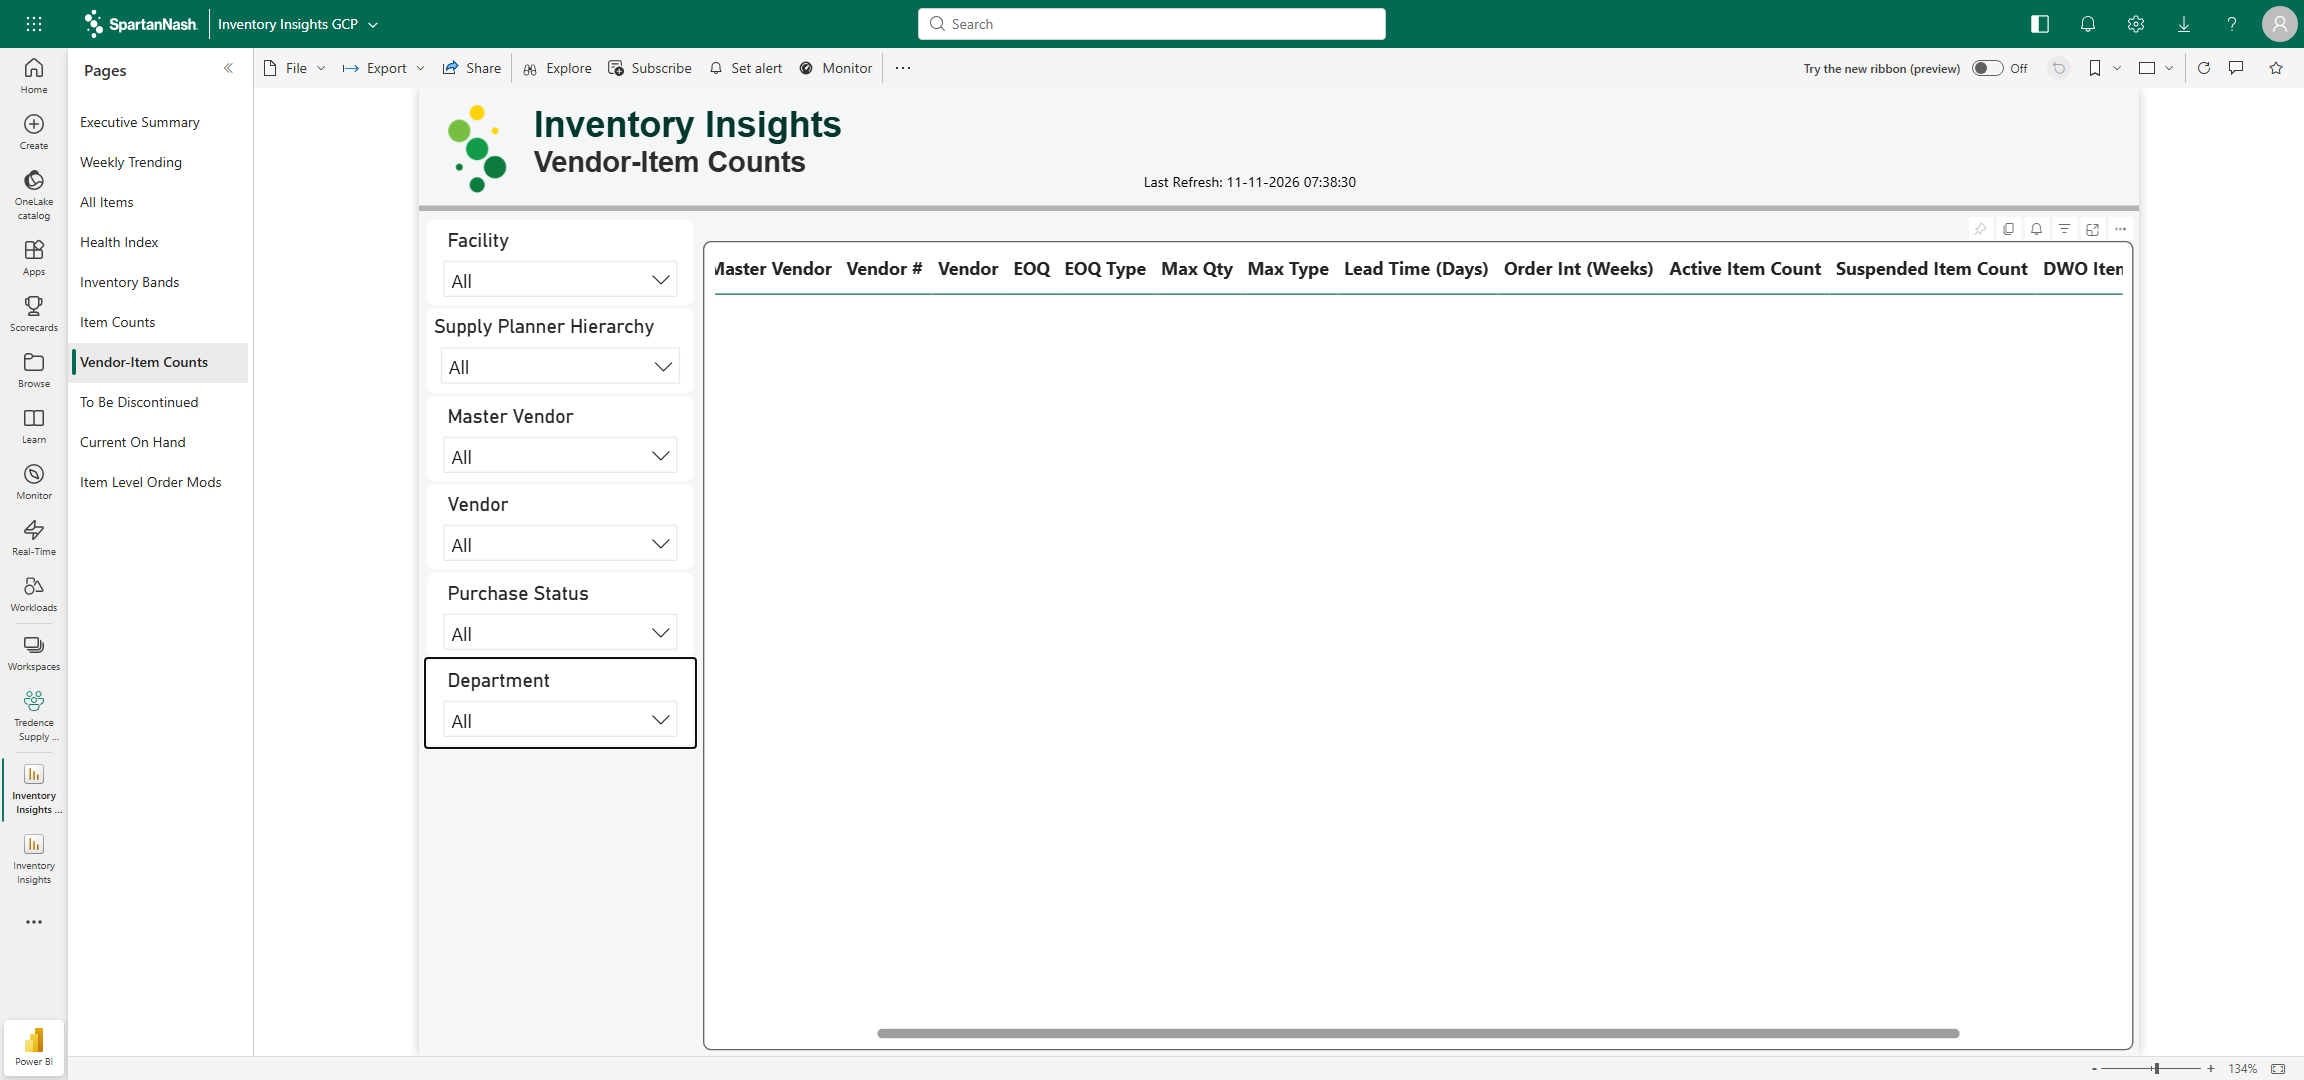 SpartanNash
Inventory Insights GCP
Search
Home
Create
OneLake
catalog
Apps
Scorecards
Browse
Learn
Monitor
Real-Time
Workloads
Workspaces
Tredence
Supply ...
Inventory
Insights ...
Inventory
Insights
Power BI
Pages
Executive Summary
Weekly Trending
All Items
Health Index
Inventory Bands
Item Counts
Vendor-Item Counts
To Be Discontinued
Current On Hand
Item Level Order Mods
File Export Share Explore Subscribe Set alert Monitor Try the new ribbon (preview) Off
Inventory Insights
Vendor-Item Counts
Last Refresh: 11-11-2026 07:38:30
Facility
All
Supply Planner Hierarchy
All
Master Vendor
All
Vendor
All
Purchase Status
All
Department
All
Master Vendor Vendor # Vendor EOQ EOQ Type Max Qty Max Type Lead Time (Days) Order Int (Weeks) Active Item Count Suspended Item Count DWO Iten
- + 134%